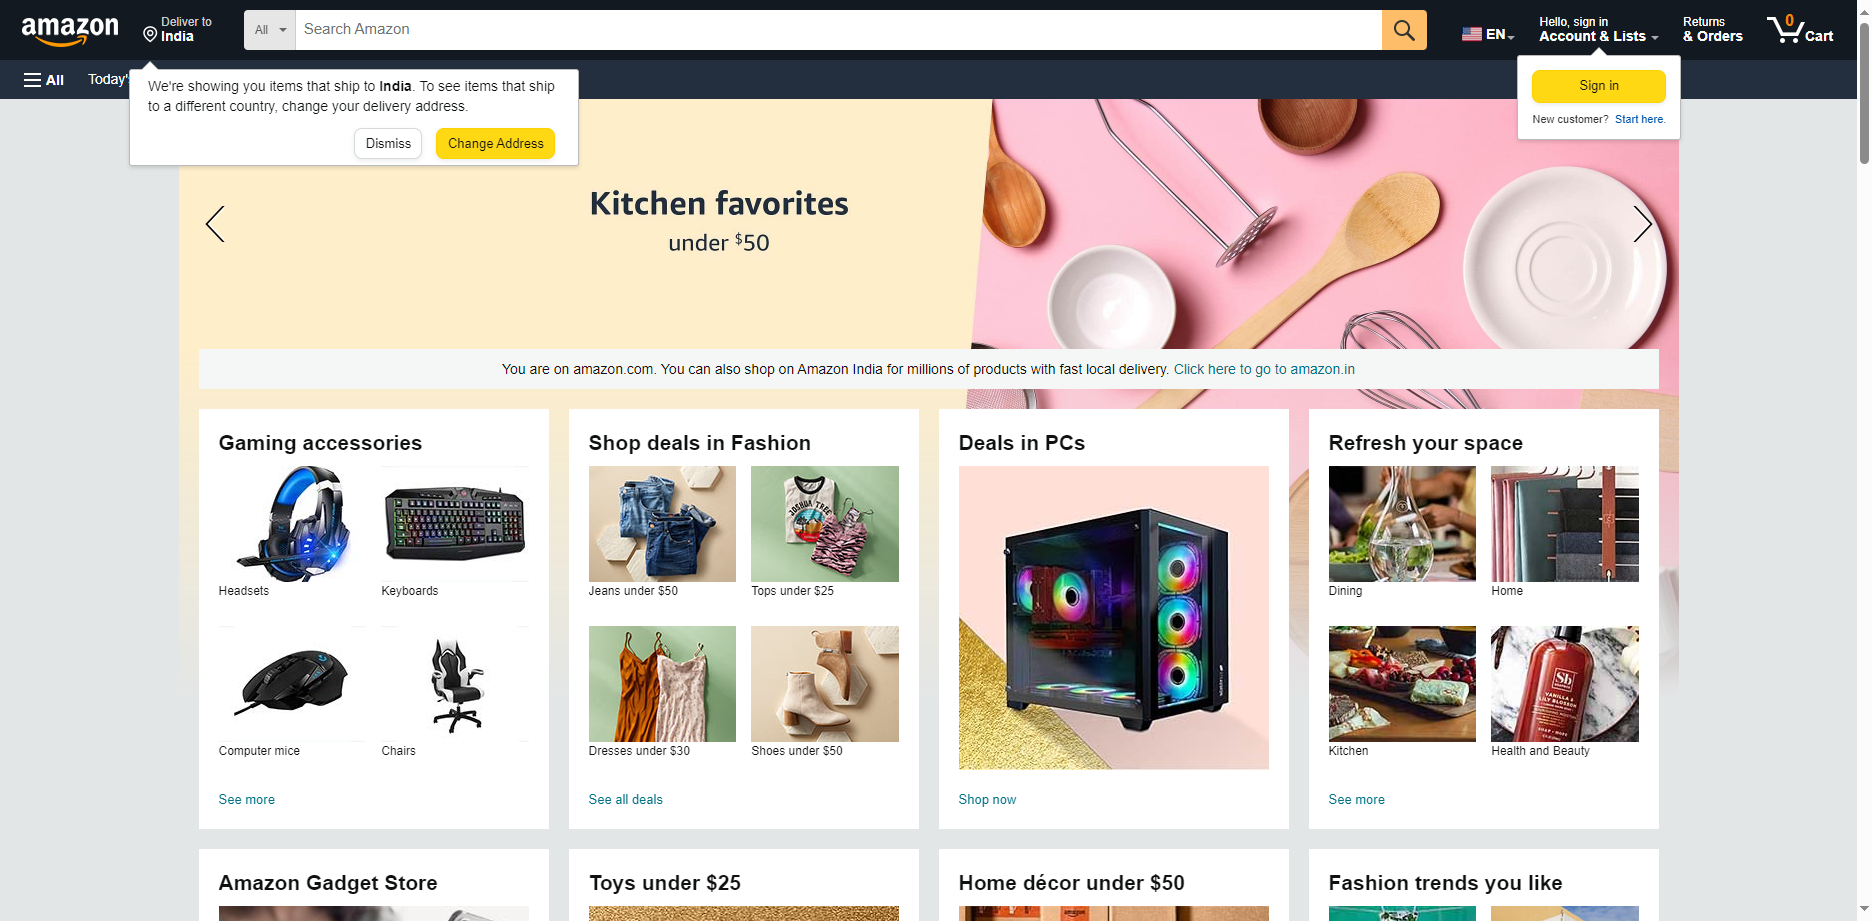 amazon
Deliver to
India
All
Search Amazon
EN
Hello, sign in
Account & Lists
Returns
& Orders
0
Cart
All
Today's
We're showing you items that ship to India. To see items that ship
to a different country, change your delivery address.
Dismiss
Change Address
Sign in
New customer? Start here.
Kitchen favorites
under $50
You are on amazon.com. You can also shop on Amazon India for millions of products with fast local delivery. Click here to go to amazon.in
Gaming accessories
Headsets
Keyboards
Computer mice
Chairs
See more
Shop deals in Fashion
JOSHUA TREE
Jeans under $50
Tops under $25
Dresses under $30
Shoes under $50
See all deals
Deals in PCs
Shop now
Refresh your space
Dining
Home
Sb
VANILLA &
LILY BLOSSOM
Kitchen
Health and Beauty
See more
Amazon Gadget Store
Toys under $25
Home décor under $50
amazon
Fashion trends you like